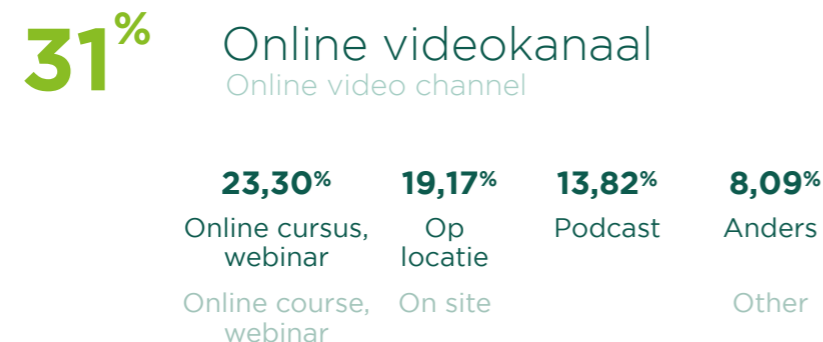 31% Online videokanaal
Online video channel
23,30% 19,17% 13,82% 8,09%
Online cursus, Op Podcast Anders
webinar locatie
Online course, On site Other
webinar